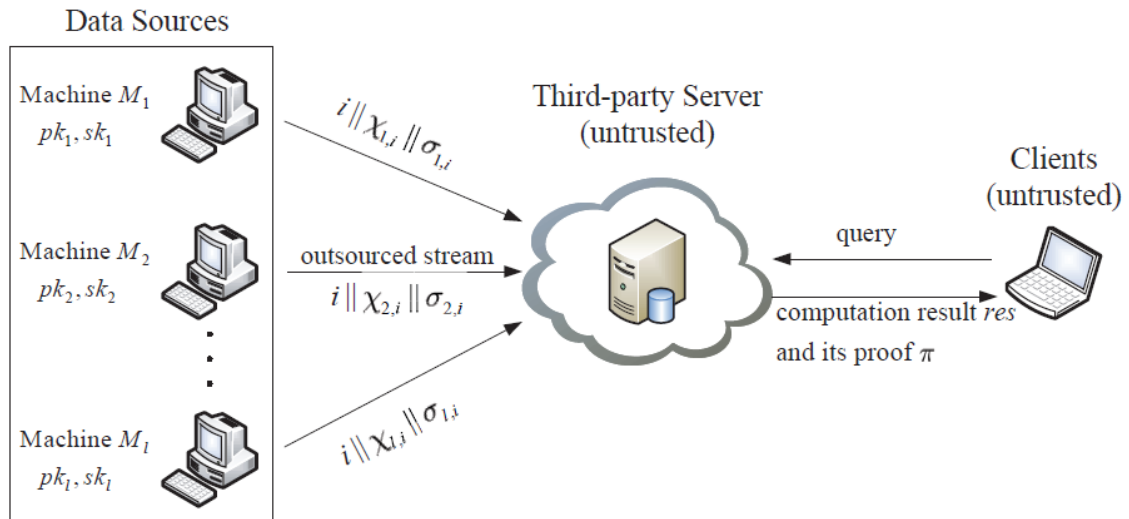 Data Sources
Machine M₁
pk₁, sk₁
i || χ₁,ᵢ || σ₁,ᵢ
Machine M₂
pk₂, sk₂
outsourced stream
i || χ₂,ᵢ || σ₂,ᵢ
Machine Mₗ
pkₗ, skₗ
i || χₗ,ᵢ || σₗ,ᵢ
Third-party Server
(untrusted)
Clients
(untrusted)
query
computation result res
and its proof π